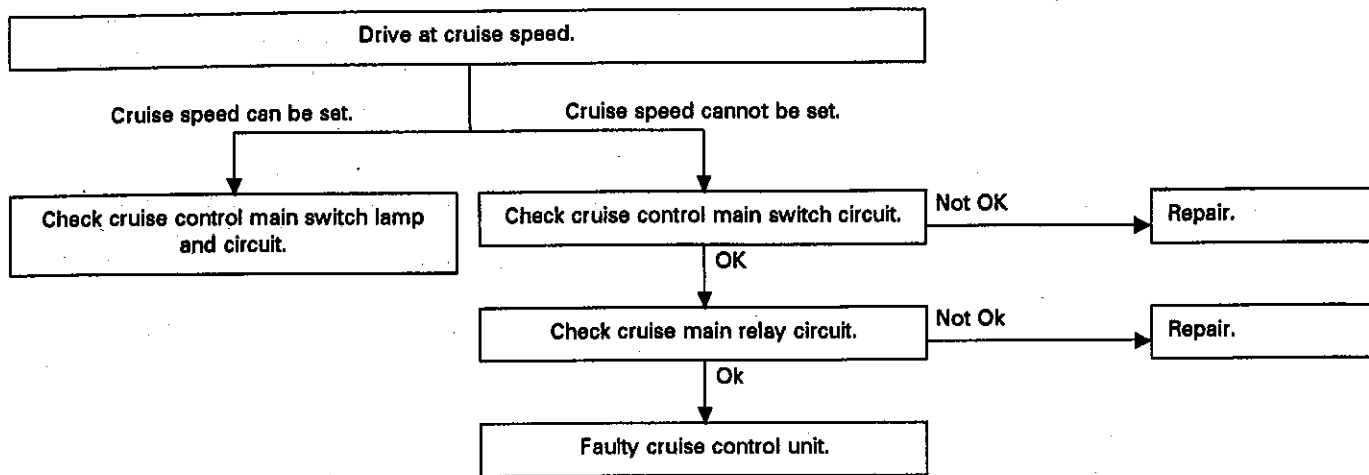 Drive at cruise speed.
Cruise speed can be set.
Cruise speed cannot be set.
Check cruise control main switch lamp
and circuit.
Check cruise control main switch circuit.
Not OK
Repair.
OK
Check cruise main relay circuit.
Not Ok
Repair.
Ok
Faulty cruise control unit.